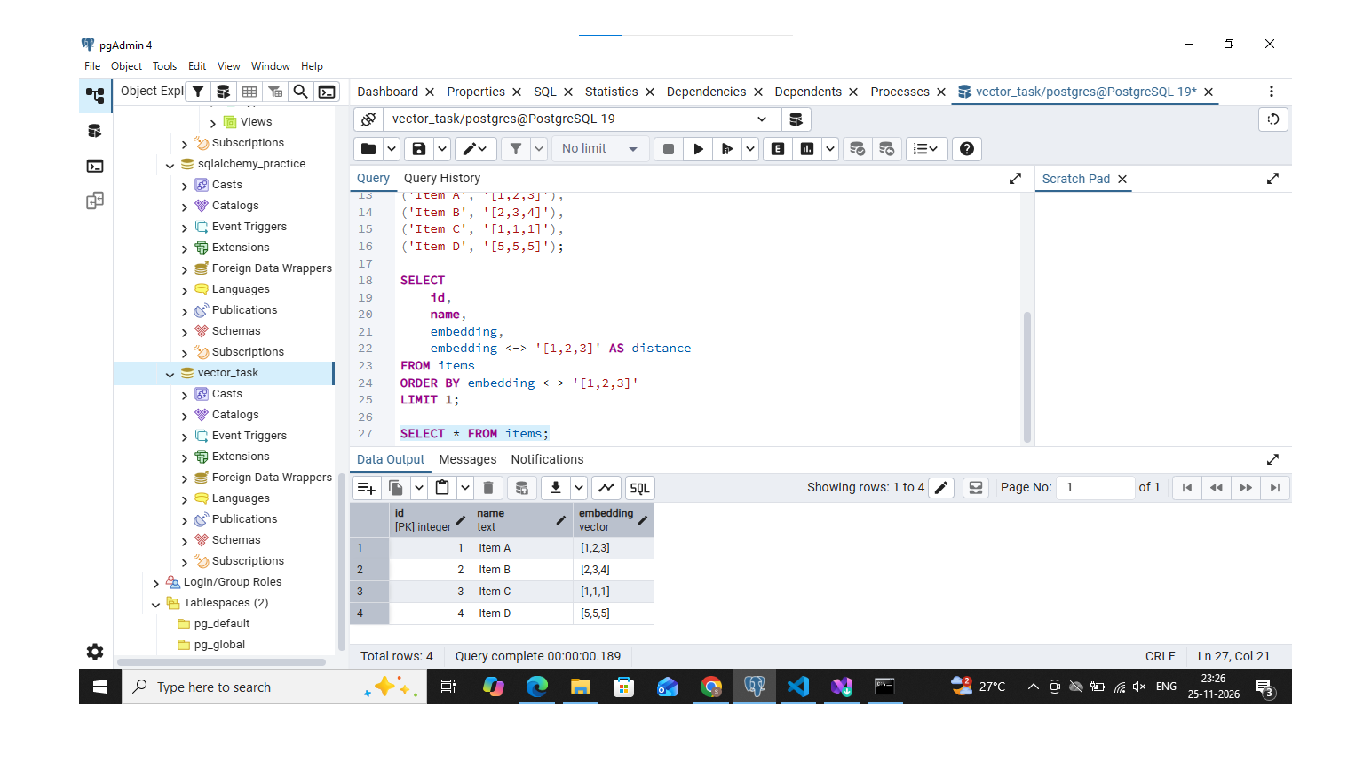 pgAdmin 4
File Object Tools Edit View Window Help
Object Expl
Dashboard Properties SQL Statistics Dependencies Dependents Processes vector_task/postgres@PostgreSQL 19*
vector_task/postgres@PostgreSQL 19
No limit
E
Query Query History
Scratch Pad
Views
Subscriptions
sqlalchemy_practice
Casts
Catalogs
Event Triggers
Extensions
Foreign Data Wrappers
Languages
Publications
Schemas
Subscriptions
vector_task
Casts
Catalogs
Event Triggers
Extensions
Foreign Data Wrappers
Languages
Publications
Schemas
Subscriptions
Login/Group Roles
Tablespaces (2)
pg_default
pg_global
13 ('Item A', '[1,2,3]'),
14 ('Item B', '[2,3,4]'),
15 ('Item C', '[1,1,1]'),
16 ('Item D', '[5,5,5]');
17
18 SELECT
19 id,
20 name,
21 embedding,
22 embedding <-> '[1,2,3]' AS distance
23 FROM items
24 ORDER BY embedding <-> '[1,2,3]'
25 LIMIT 1;
26
27 SELECT * FROM items;
Data Output Messages Notifications
SQL
Showing rows: 1 to 4
Page No: 1 of 1
id name embedding
[PK] integer text vector
1 1 Item A [1,2,3]
2 2 Item B [2,3,4]
3 3 Item C [1,1,1]
4 4 Item D [5,5,5]
Total rows: 4 Query complete 00:00:00.189
CRLF Ln 27, Col 21
Type here to search
2
27°C
ENG
23:26
25-11-2026
3